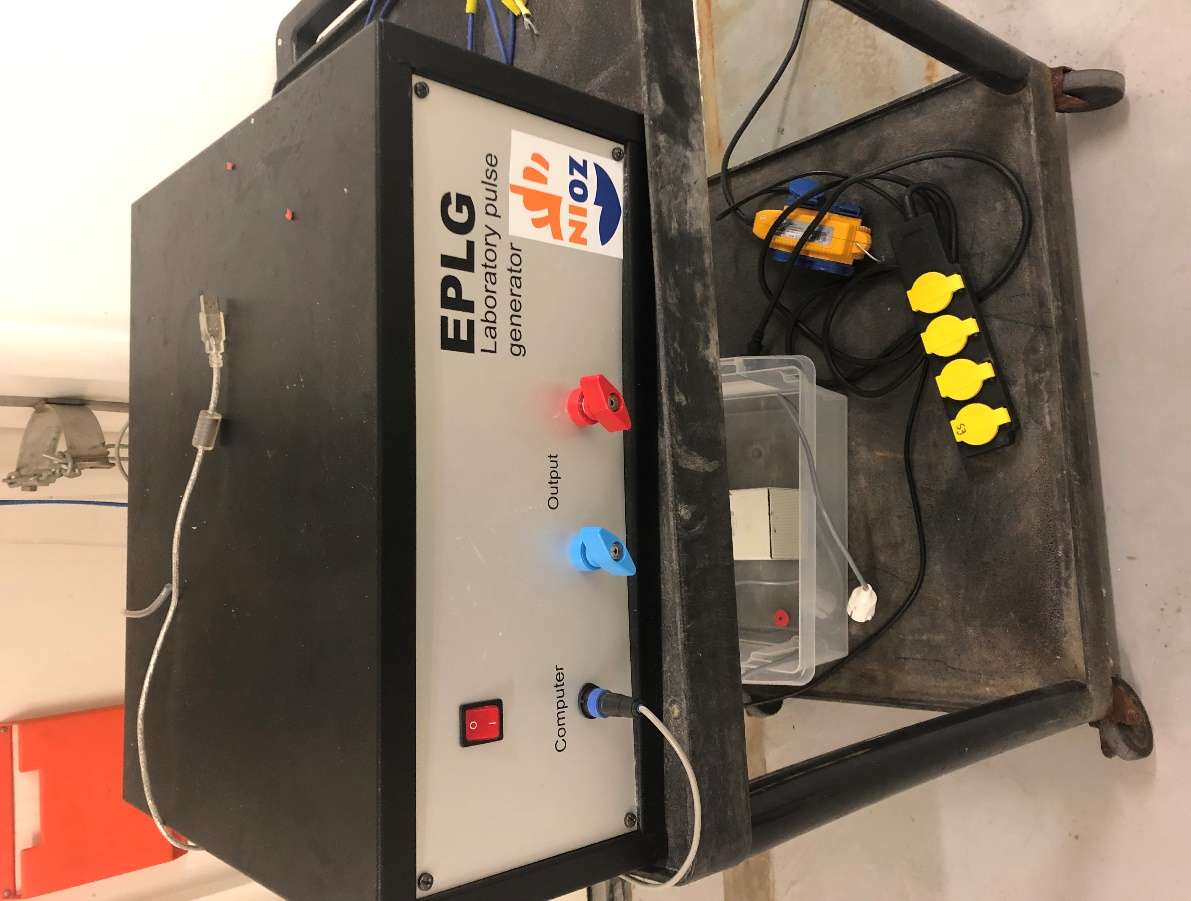 EPLG
Laboratory pulse
generator
NIOZ
O
I
Computer
Output